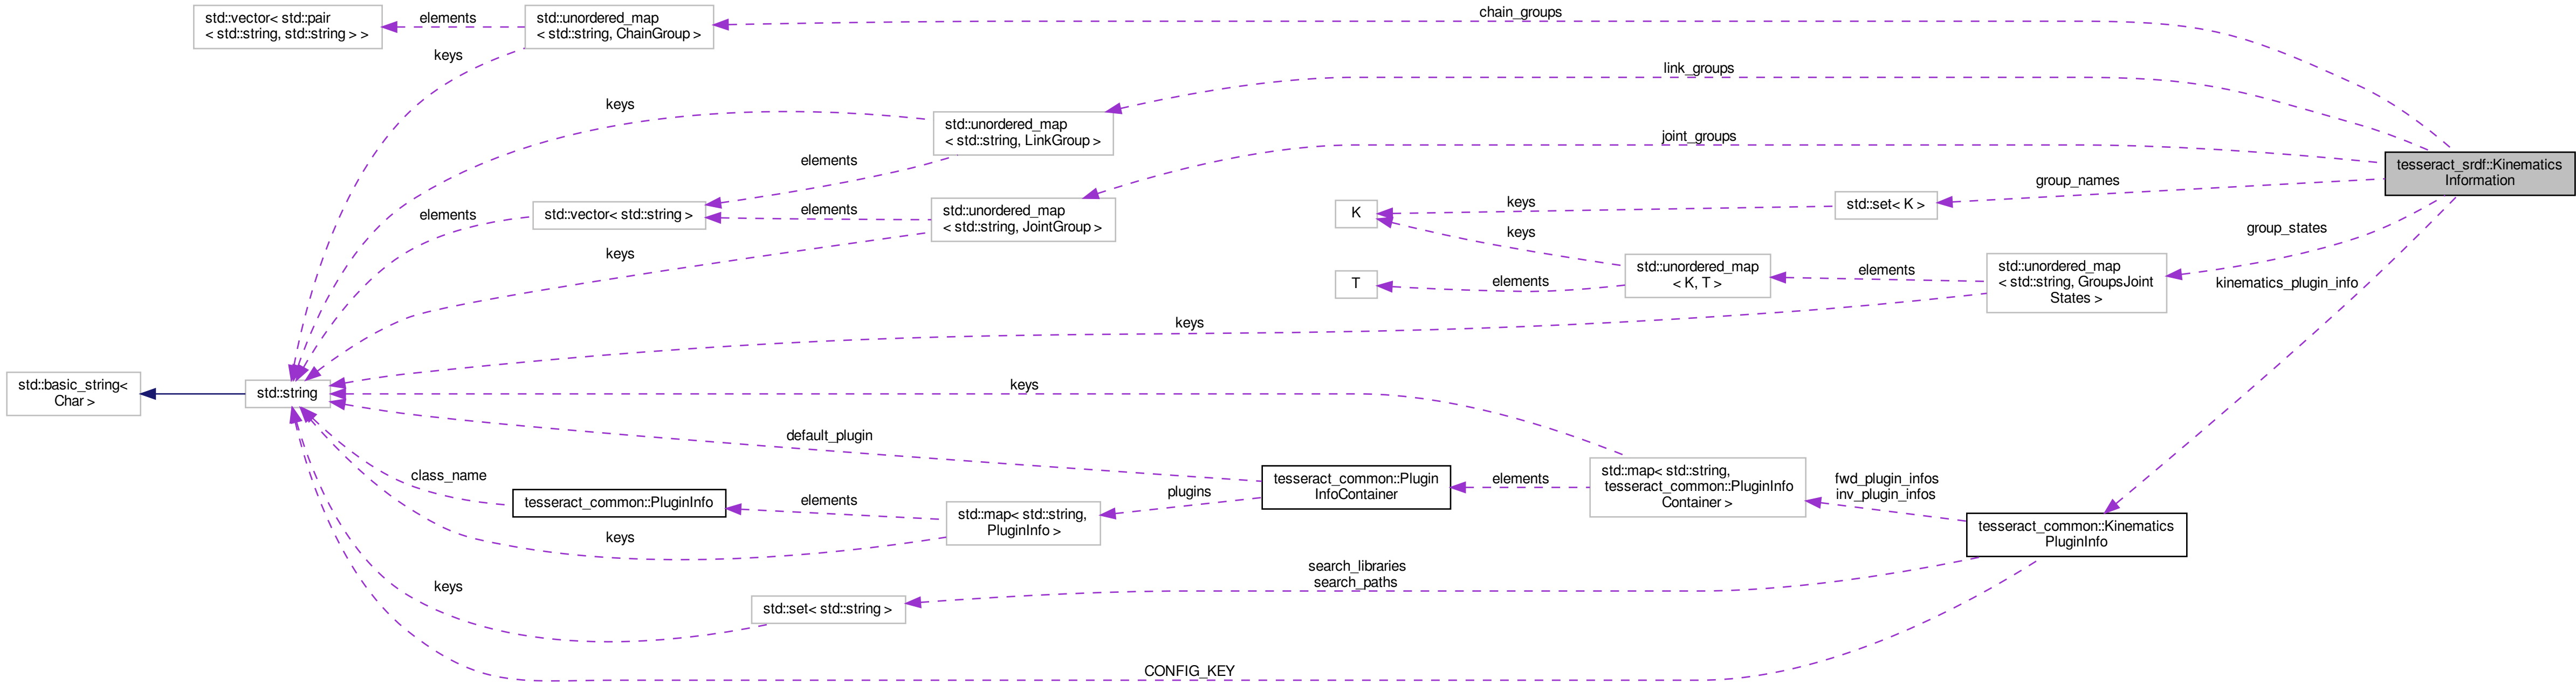 std::vector< std::pair
< std::string, std::string > >
elements
std::unordered_map
< std::string, ChainGroup >
chain_groups
keys
link_groups
keys
std::unordered_map
< std::string, LinkGroup >
joint_groups
elements
tesseract_srdf::Kinematics
Information
group_names
elements
std::vector< std::string >
elements
std::unordered_map
< std::string, JointGroup >
K
keys
std::set< K >
keys
group_states
keys
T
elements
std::unordered_map
< K, T >
elements
std::unordered_map
< std::string, GroupsJoint
States >
kinematics_plugin_info
keys
std::basic_string<
Char >
std::string
keys
default_plugin
class_name
tesseract_common::PluginInfo
elements
std::map< std::string,
PluginInfo >
plugins
tesseract_common::Plugin
InfoContainer
elements
std::map< std::string,
tesseract_common::PluginInfo
Container >
fwd_plugin_infos
inv_plugin_infos
tesseract_common::Kinematics
PluginInfo
keys
search_libraries
search_paths
keys
std::set< std::string >
CONFIG_KEY